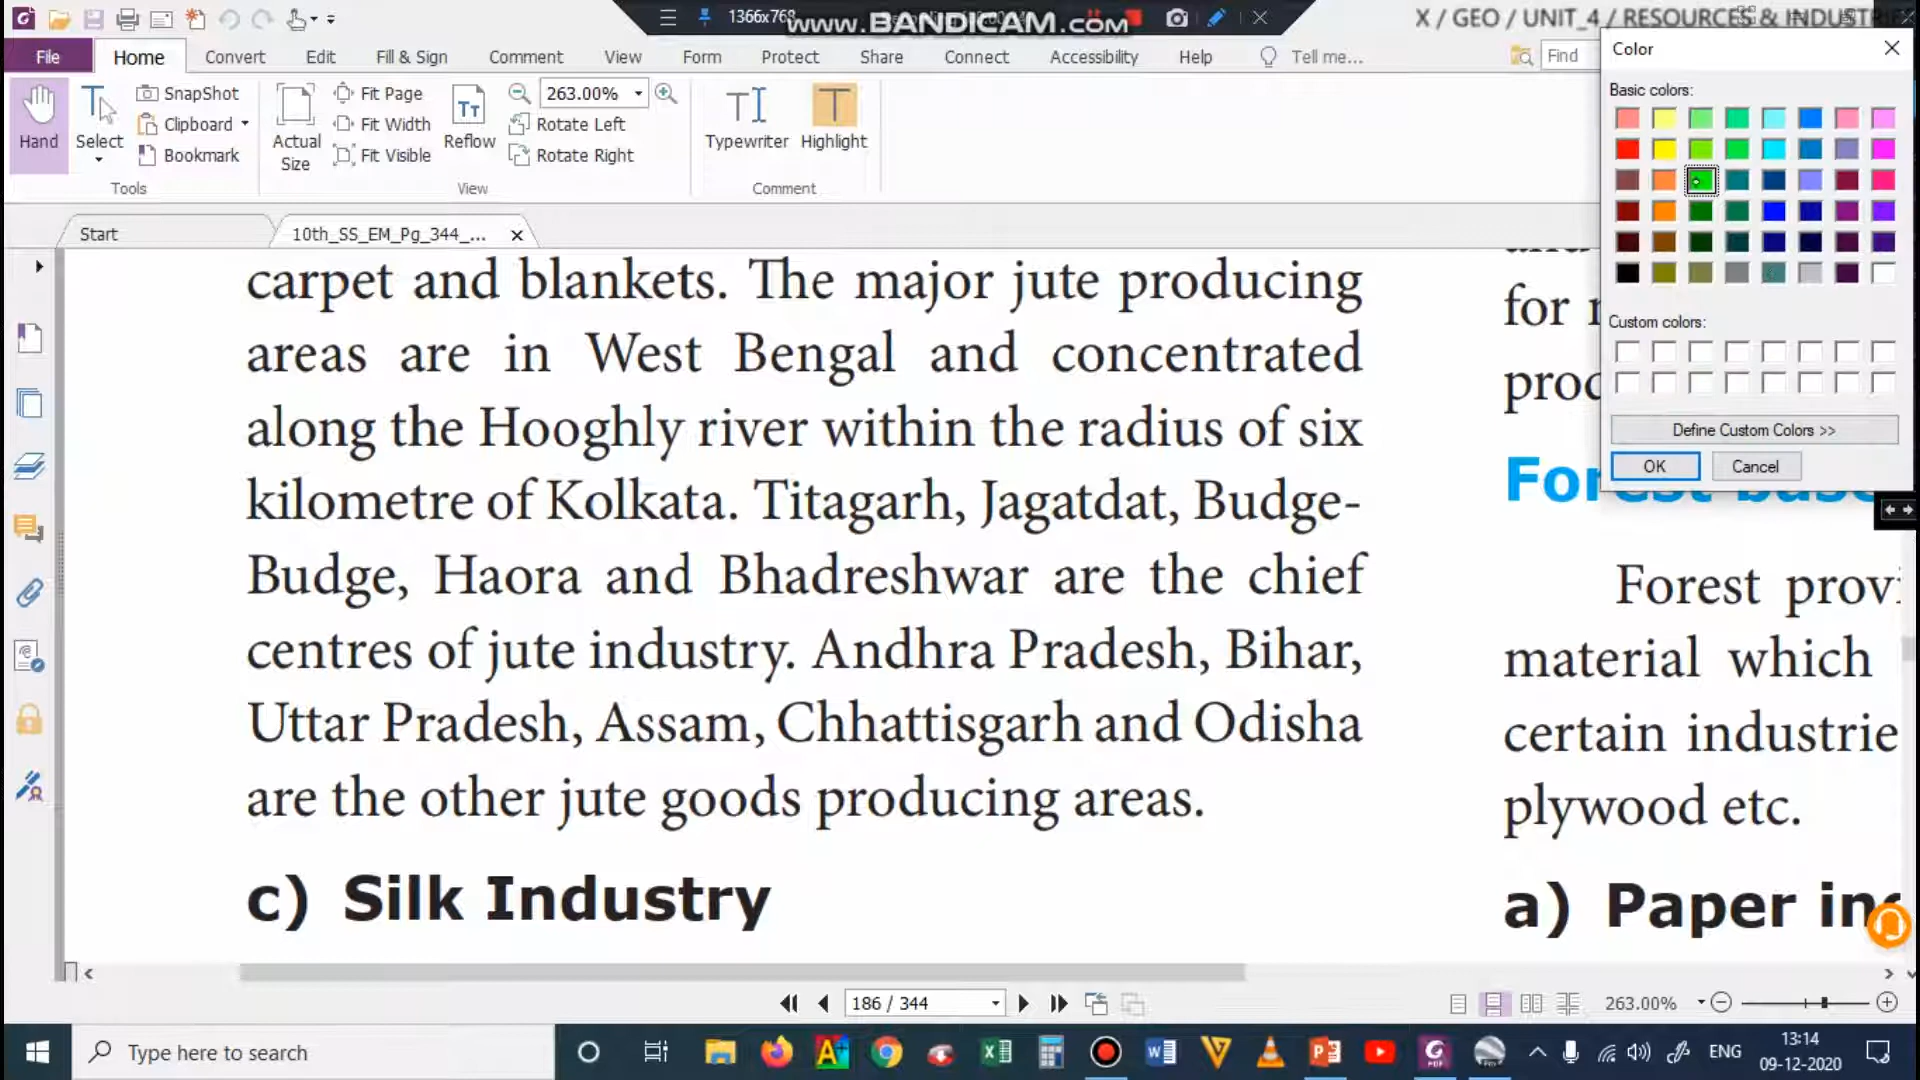 1366x768
www.BANDICAM.com
X / GEO / UNIT_4 / RESOURCES & INDUSTRIES
File
Home
Convert
Edit
Fill & Sign
Comment
View
Form
Protect
Share
Connect
Accessibility
Help
Tell me...
Find
Hand
Select
SnapShot
Clipboard
Bookmark
Tools
Actual Size
Fit Page
Fit Width
Fit Visible
Reflow
263.00%
Rotate Left
Rotate Right
View
Typewriter
Highlight
Comment
Color
Basic colors:
Custom colors:
Define Custom Colors >>
OK
Cancel
Start
10th_SS_EM_Pg_344_...
carpet and blankets. The major jute producing
areas are in West Bengal and concentrated
along the Hooghly river within the radius of six
kilometre of Kolkata. Titagarh, Jagatdat, Budge-
Budge, Haora and Bhadreshwar are the chief
centres of jute industry. Andhra Pradesh, Bihar,
Uttar Pradesh, Assam, Chhattisgarh and Odisha
are the other jute goods producing areas.
c) Silk Industry
for
Forest base
Forest provi
material which
certain industrie
plywood etc.
a) Paper in
186 / 344
263.00%
Type here to search
ENG
13:14
09-12-2020